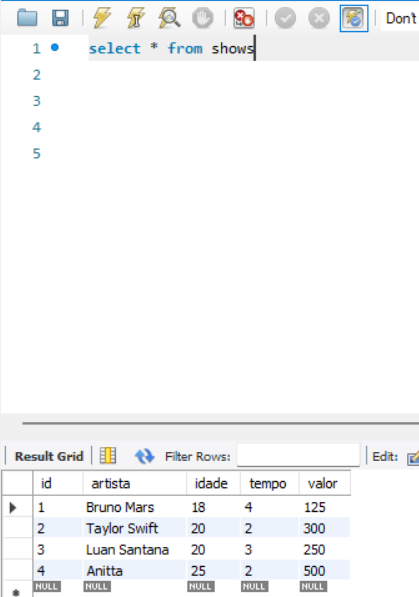 Don't
1 select * from shows
2
3
4
5
Result Grid Filter Rows: Edit:
id artista idade tempo valor
1 Bruno Mars 18 4 125
2 Taylor Swift 20 2 300
3 Luan Santana 20 3 250
4 Anitta 25 2 500
NULL NULL NULL NULL NULL